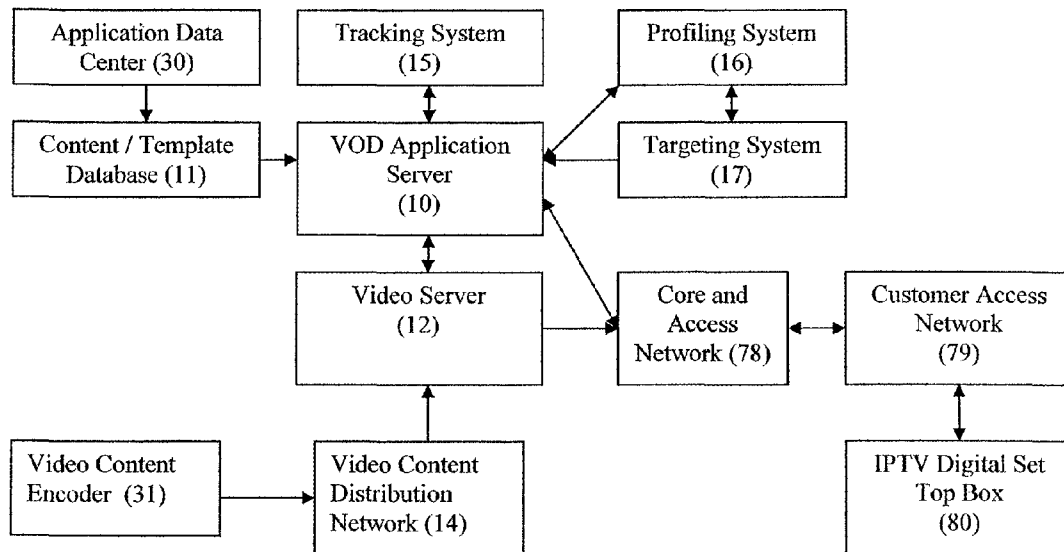 Application Data
Center (30)
Tracking System
(15)
Profiling System
(16)
Content / Template
Database (11)
VOD Application
Server
(10)
Targeting System
(17)
Video Server
(12)
Core and
Access
Network (78)
Customer Access
Network
(79)
Video Content
Encoder (31)
Video Content
Distribution
Network (14)
IPTV Digital Set
Top Box
(80)